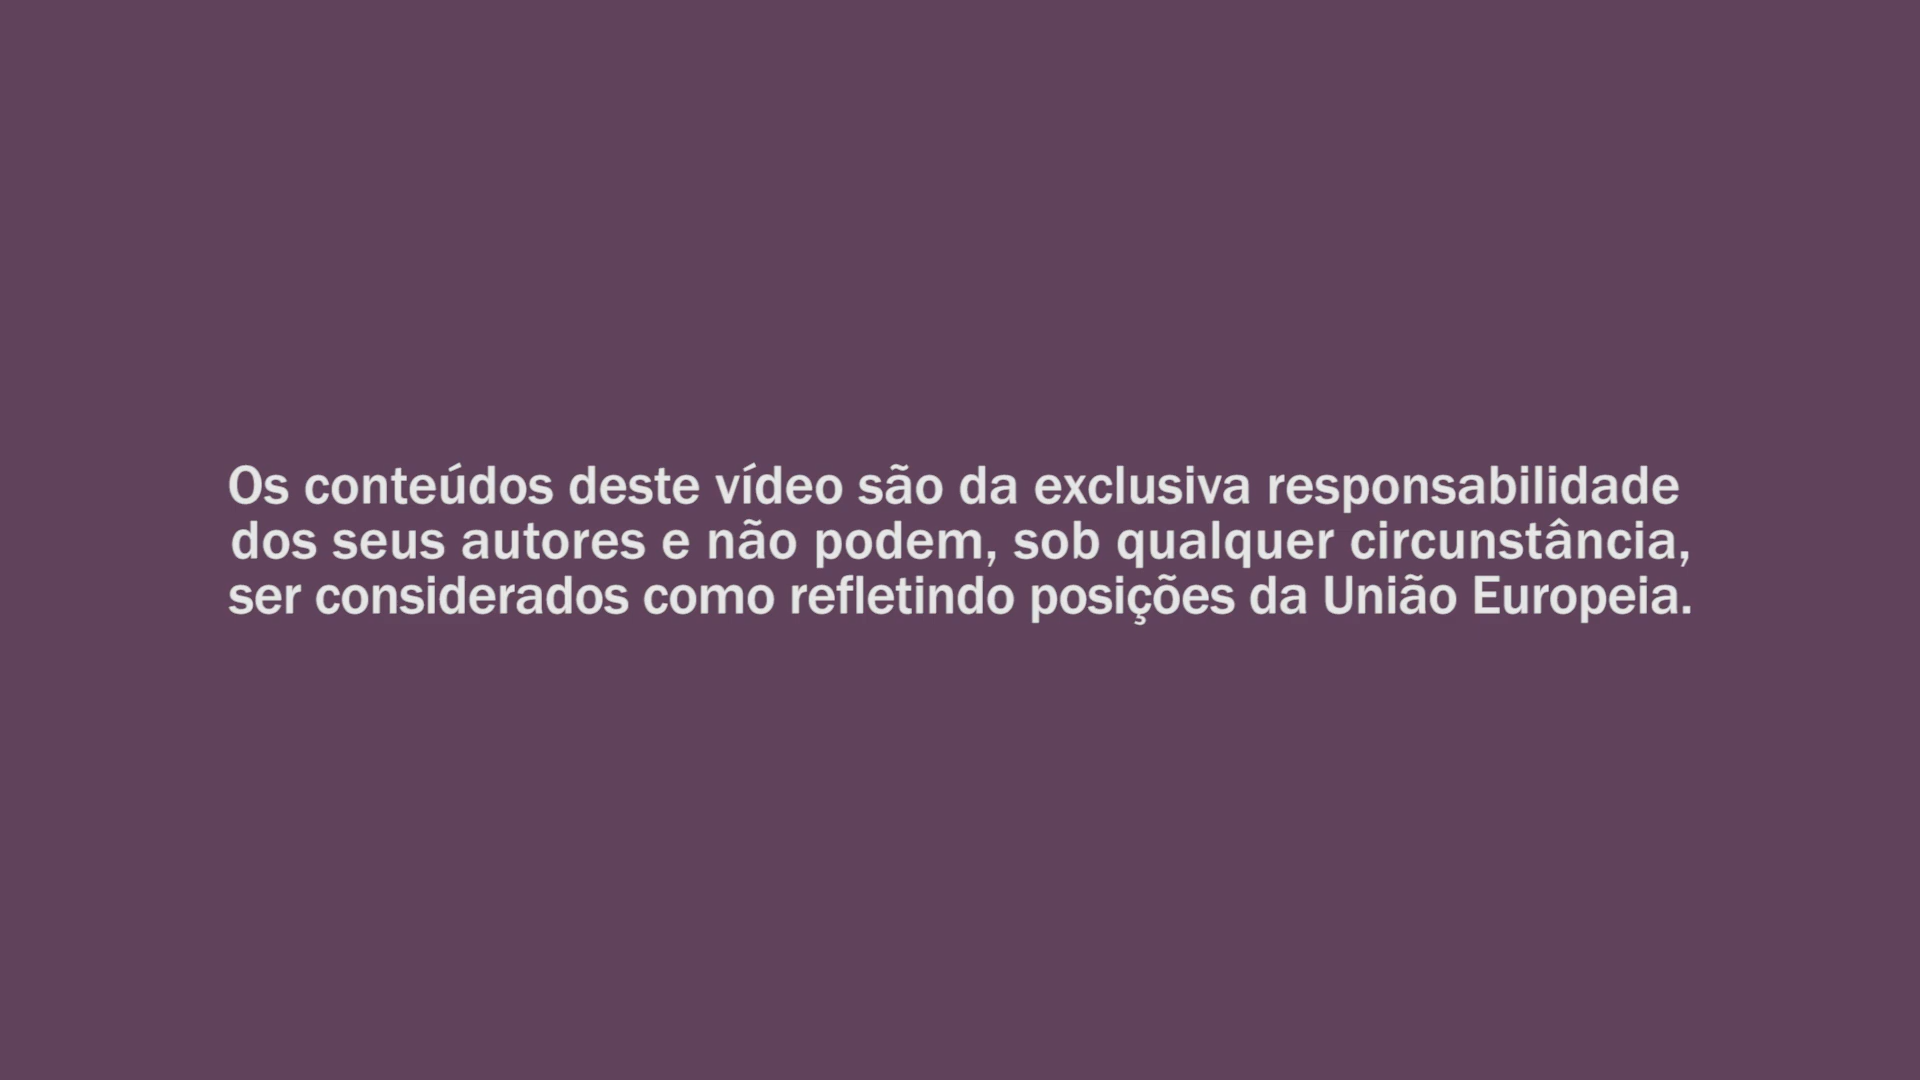 Os conteúdos deste vídeo são da exclusiva responsabilidade
dos seus autores e não podem, sob qualquer circunstância,
ser considerados como refletindo posições da União Europeia.